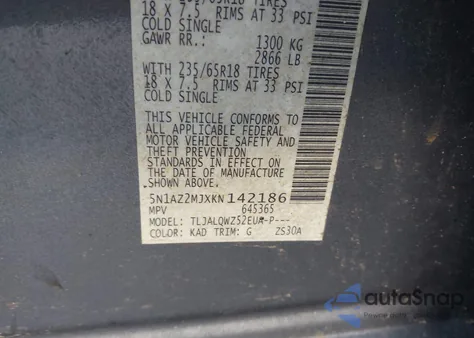 18 X 7.5 RIMS AT 33 PSI
COLD SINGLE
GAWR RR.: 1300 KG
2866 LB
WITH 235/65R18 TIRES
18 X 7.5 RIMS AT 33 PSI
COLD SINGLE
THIS VEHICLE CONFORMS TO
ALL APPLICABLE FEDERAL
MOTOR VEHICLE SAFETY AND
THEFT PREVENTION
STANDARDS IN EFFECT ON
THE DATE OF MANUFACTURE
SHOWN ABOVE.
5N1AZ2MJXKN142186
MPV 645365
MODEL: TLJALQWZ52EUA-P---
COLOR: KAD TRIM: G ZS30A
autoSnap